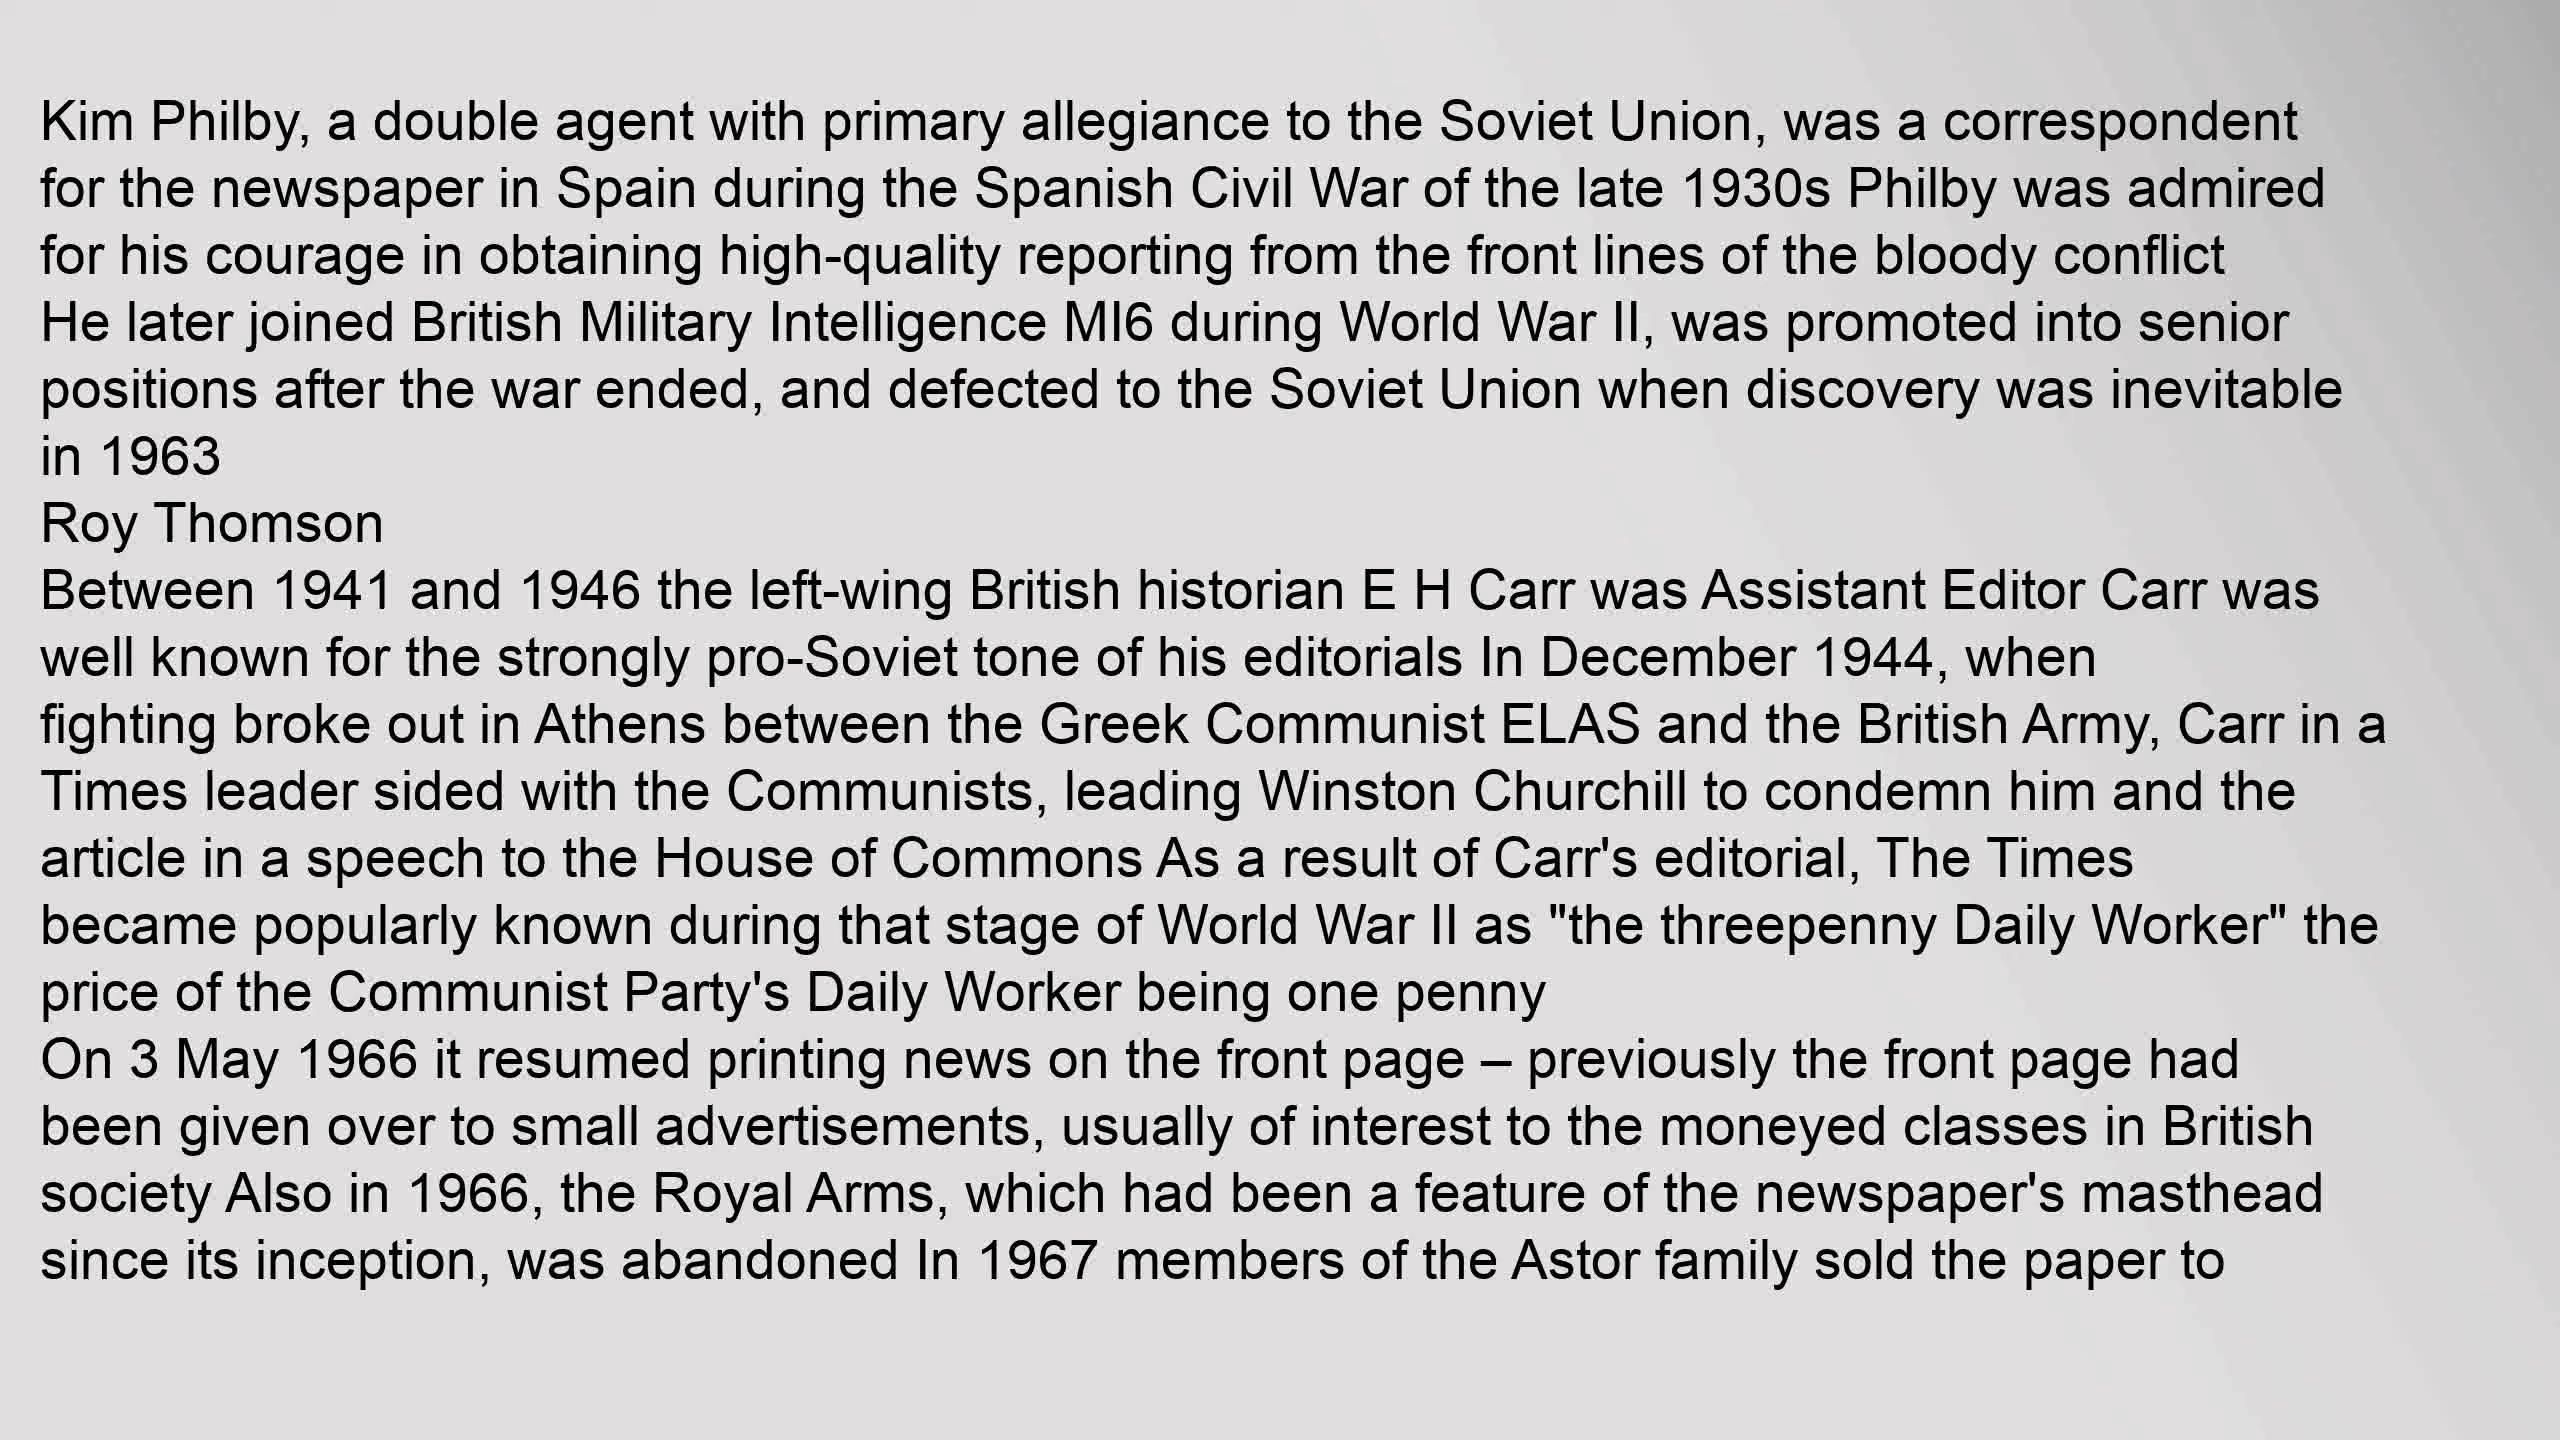 Kim Philby, a double agent with primary allegiance to the Soviet Union, was a correspondent
for the newspaper in Spain during the Spanish Civil War of the late 1930s Philby was admired
for his courage in obtaining high-quality reporting from the front lines of the bloody conflict
He later joined British Military Intelligence MI6 during World War II, was promoted into senior
positions after the war ended, and defected to the Soviet Union when discovery was inevitable
in 1963
Roy Thomson
Between 1941 and 1946 the left-wing British historian E H Carr was Assistant Editor Carr was
well known for the strongly pro-Soviet tone of his editorials In December 1944, when
fighting broke out in Athens between the Greek Communist ELAS and the British Army, Carr in a
Times leader sided with the Communists, leading Winston Churchill to condemn him and the
article in a speech to the House of Commons As a result of Carr's editorial, The Times
became popularly known during that stage of World War II as "the threepenny Daily Worker" the
price of the Communist Party's Daily Worker being one penny
On 3 May 1966 it resumed printing news on the front page – previously the front page had
been given over to small advertisements, usually of interest to the moneyed classes in British
society Also in 1966, the Royal Arms, which had been a feature of the newspaper's masthead
since its inception, was abandoned In 1967 members of the Astor family sold the paper to